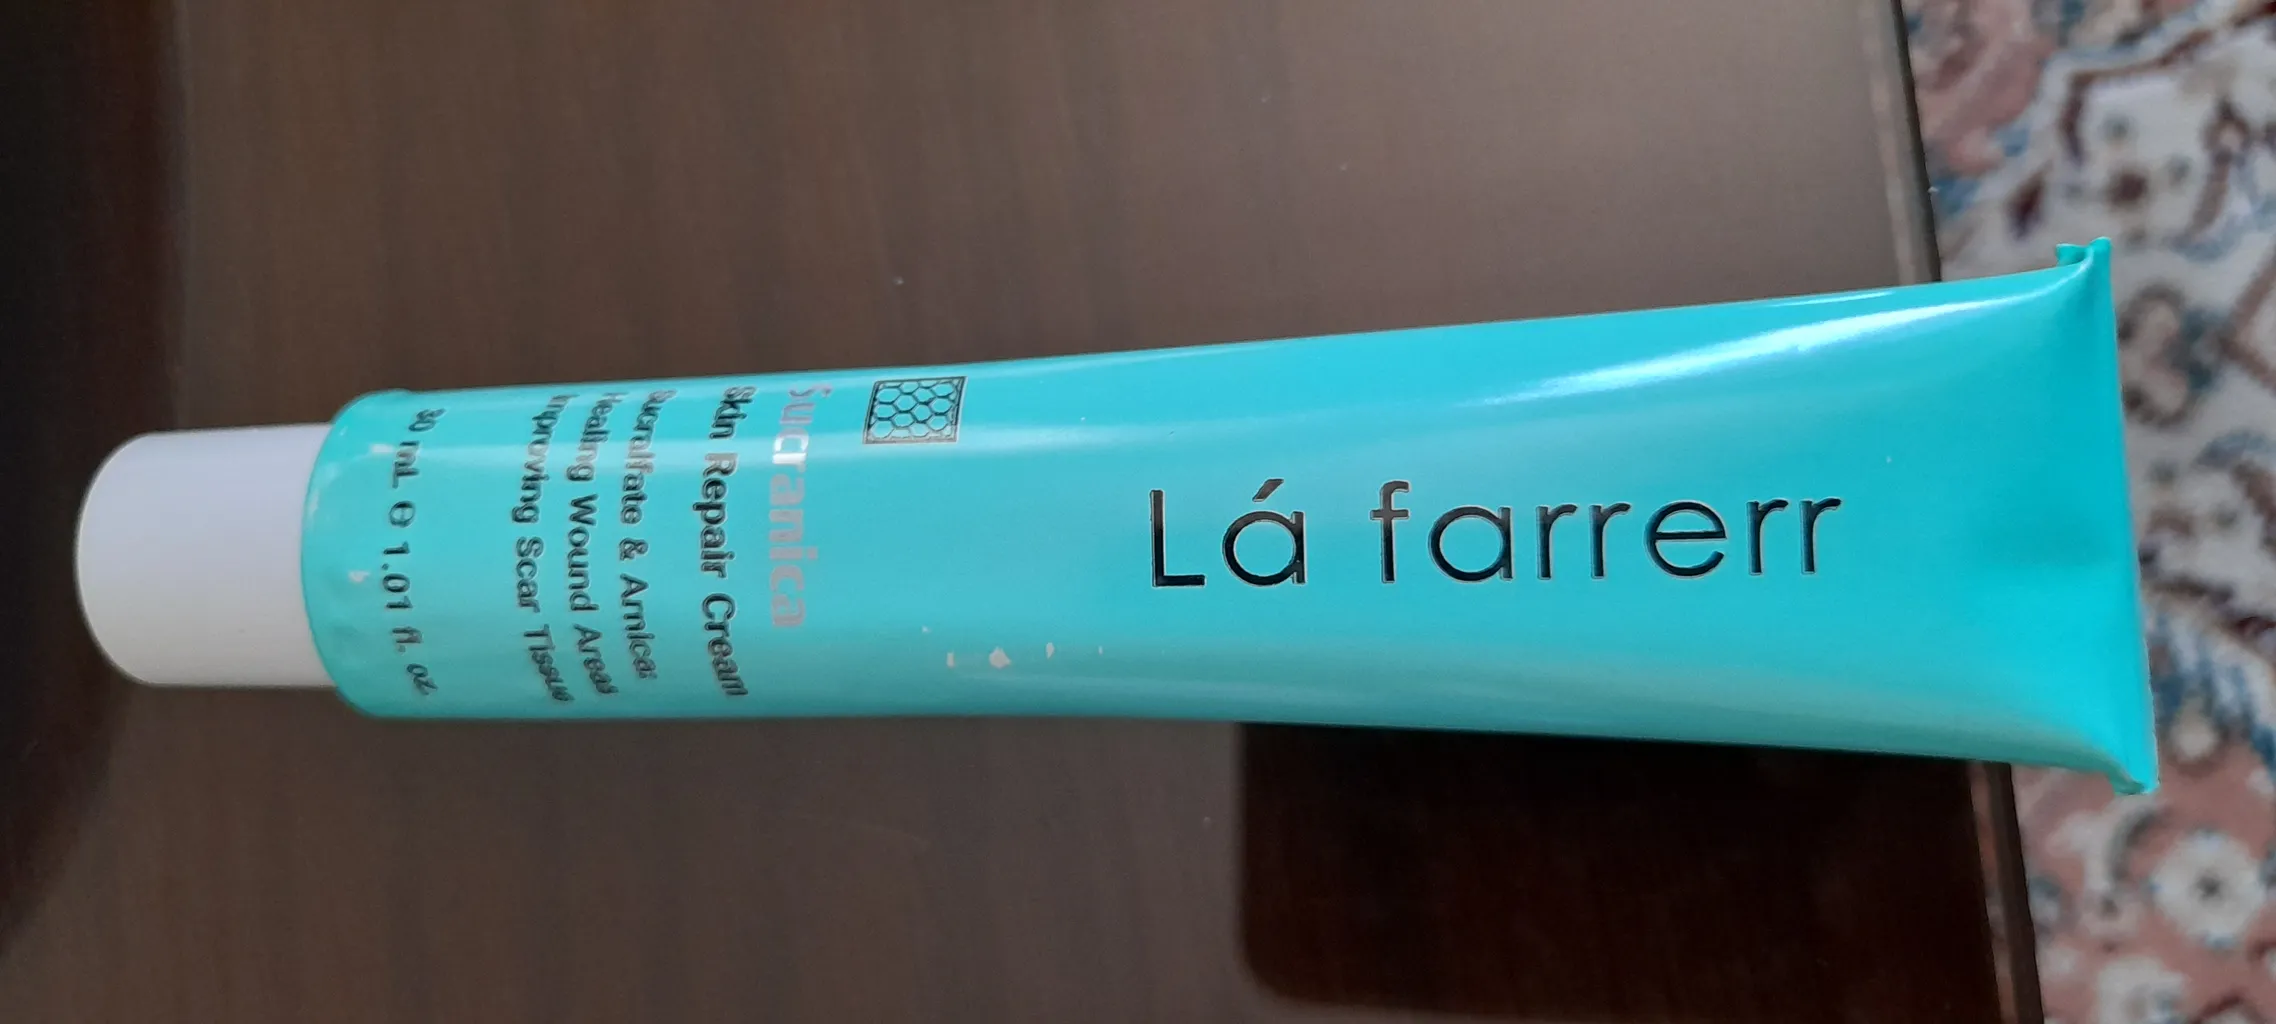 Lá farrerr
Sucranica
Skin Repair Cream
Sucralfate & Arnica
Healing Wound Areas
Improving Scar Tissue
30 mL ℮ 1.01 fl. oz.